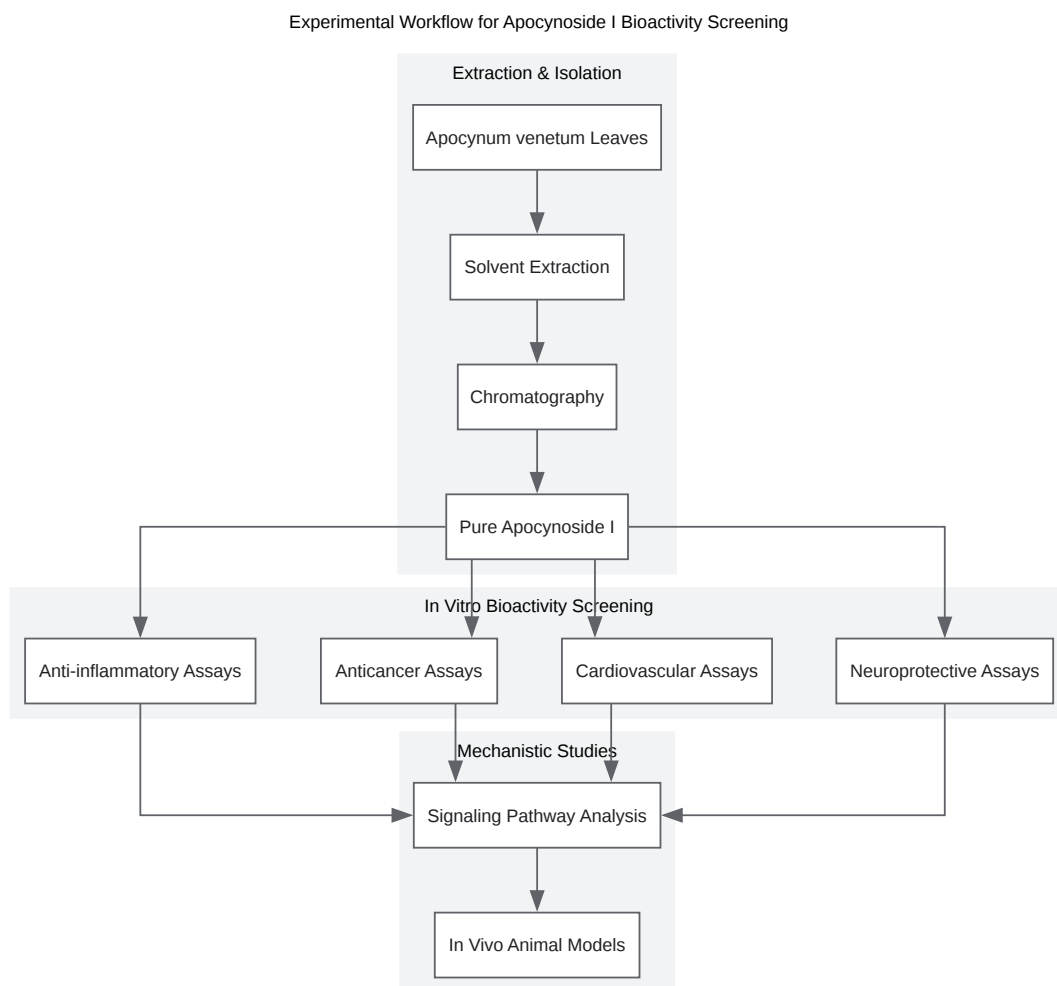 Experimental Workflow for Apocynoside I Bioactivity Screening
Extraction & Isolation
Apocynum venetum Leaves
Solvent Extraction
Chromatography
Pure Apocynoside I
In Vitro Bioactivity Screening
Anti-inflammatory Assays
Anticancer Assays
Cardiovascular Assays
Neuroprotective Assays
Mechanistic Studies
Signaling Pathway Analysis
In Vivo Animal Models